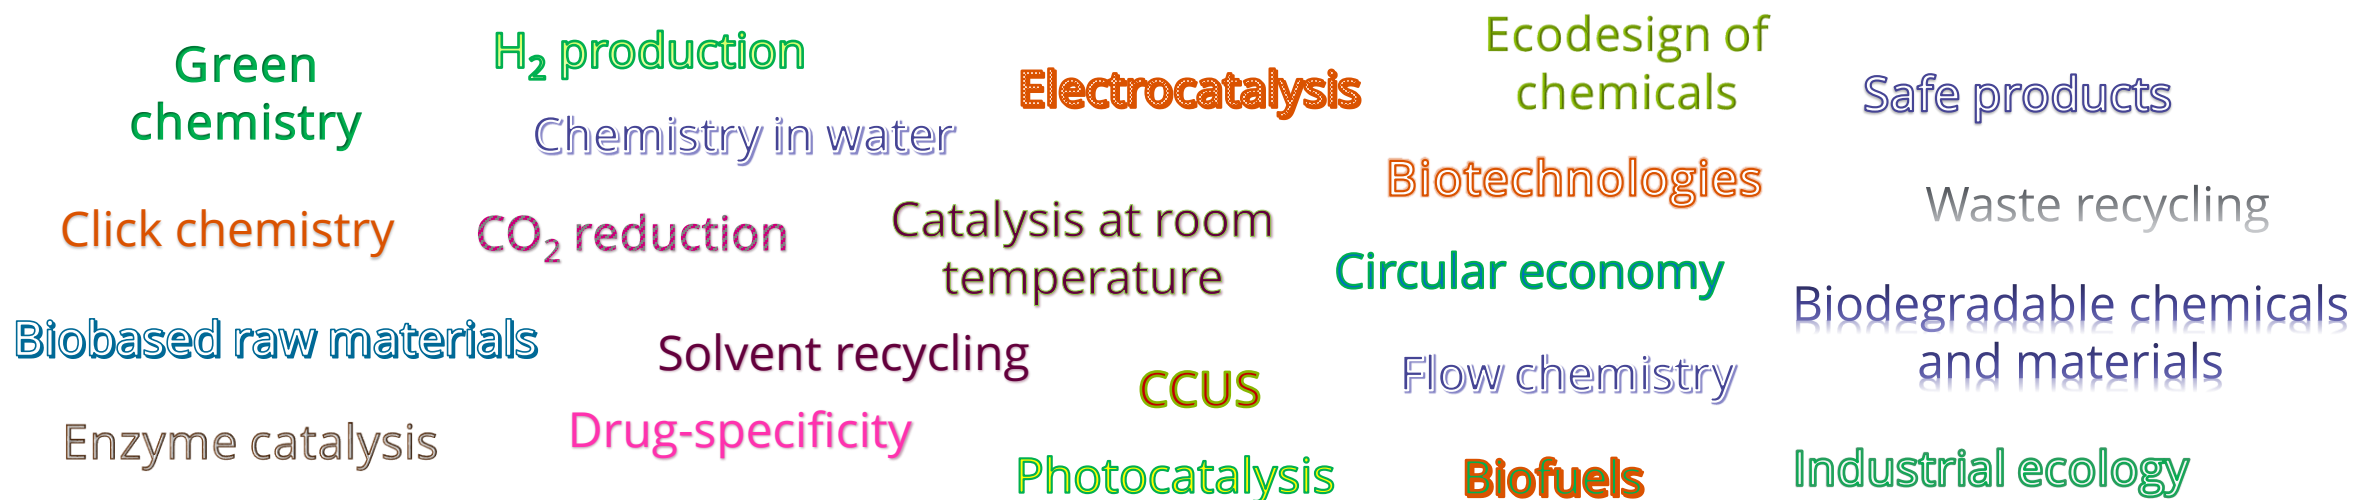 Green
chemistry
H₂ production
Chemistry in water
Electrocatalysis
Ecodesign of
chemicals
Safe products
Click chemistry
CO₂ reduction
Catalysis at room
temperature
Biotechnologies
Waste recycling
Circular economy
Biobased raw materials
Solvent recycling
CCUS
Flow chemistry
Biodegradable chemicals
and materials
Enzyme catalysis
Drug-specificity
Photocatalysis
Biofuels
Industrial ecology